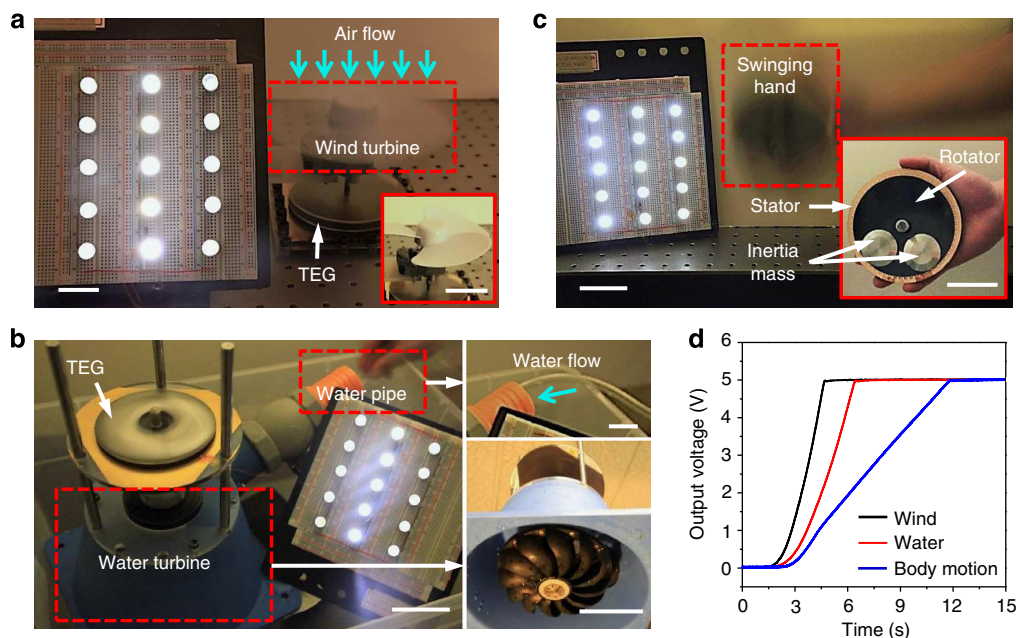 a
Air flow
Wind turbine
TEG
b
TEG
Water pipe
Water turbine
Water flow
c
Swinging
hand
Rotator
Stator
Inertia
mass
d
Output voltage (V)
6
5
4
3
2
1
0
0 3 6 9 12 15
Time (s)
Wind
Water
Body motion